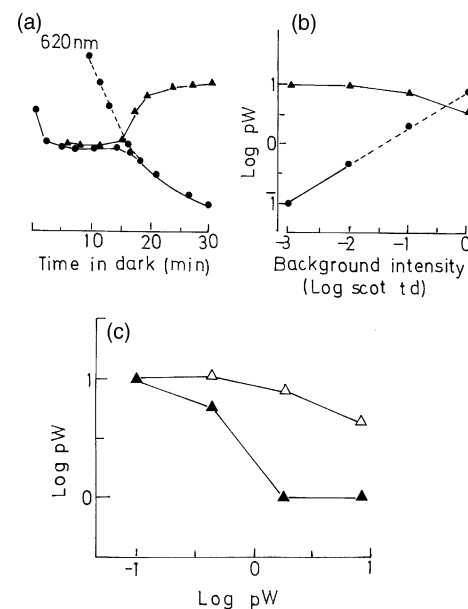 (a)
620nm
10 20 30
Time in dark (min)
(b)
Log pW
1
0
1̅
-3 -2 -1 0
Background intensity
(Log scot td)
(c)
Log pW
1
0
-1 0 1
Log pW